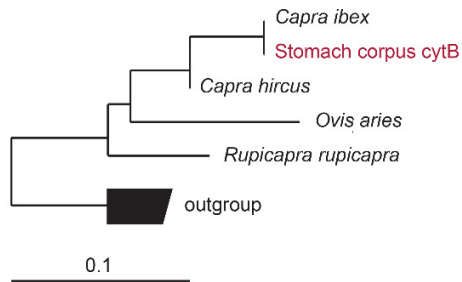 Capra ibex
Stomach corpus cytB
Capra hircus
Ovis aries
Rupicapra rupicapra
outgroup
0.1